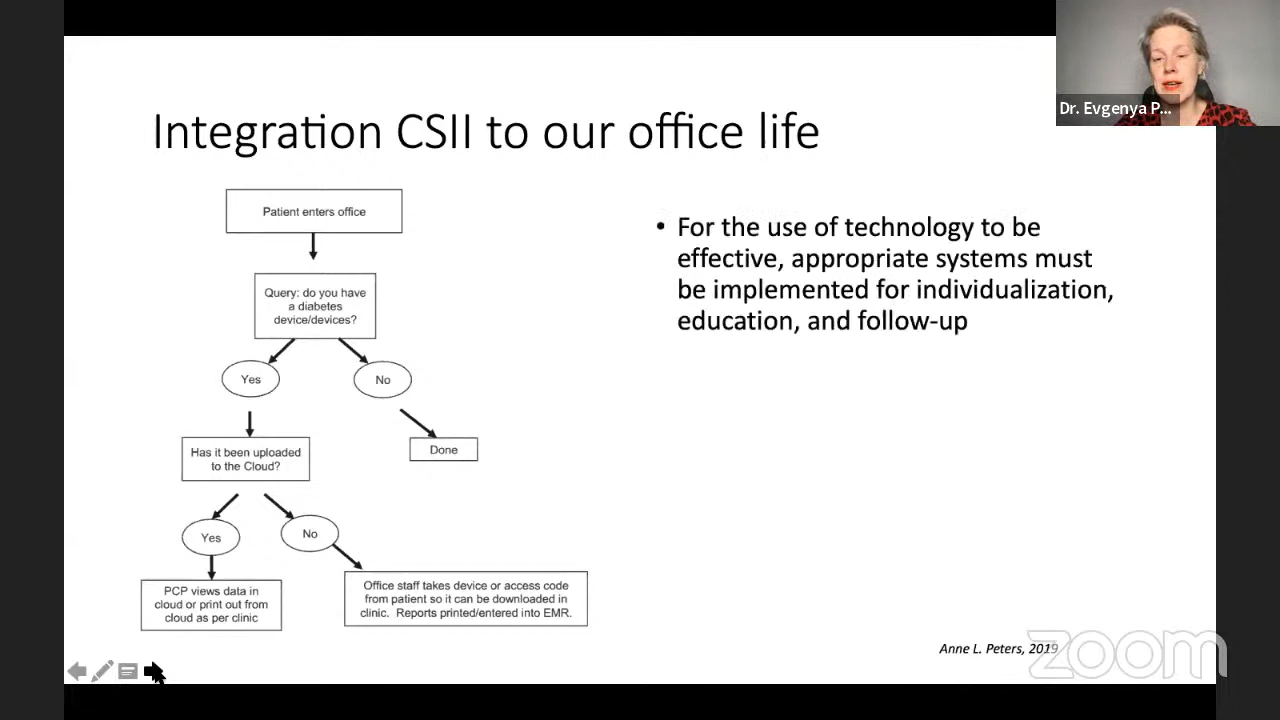 Dr. Evgenya P...
Integration CSII to our office life
Patient enters office
Query: do you have
a diabetes
device/devices?
Yes
No
Has it been uploaded
to the Cloud?
Done
Yes
No
PCP views data in
cloud or print out from
cloud as per clinic
Office staff takes device or access code
from patient so it can be downloaded in
clinic. Reports printed/entered into EMR.
• For the use of technology to be
effective, appropriate systems must
be implemented for individualization,
education, and follow-up
Anne L. Peters, 2019
zoom